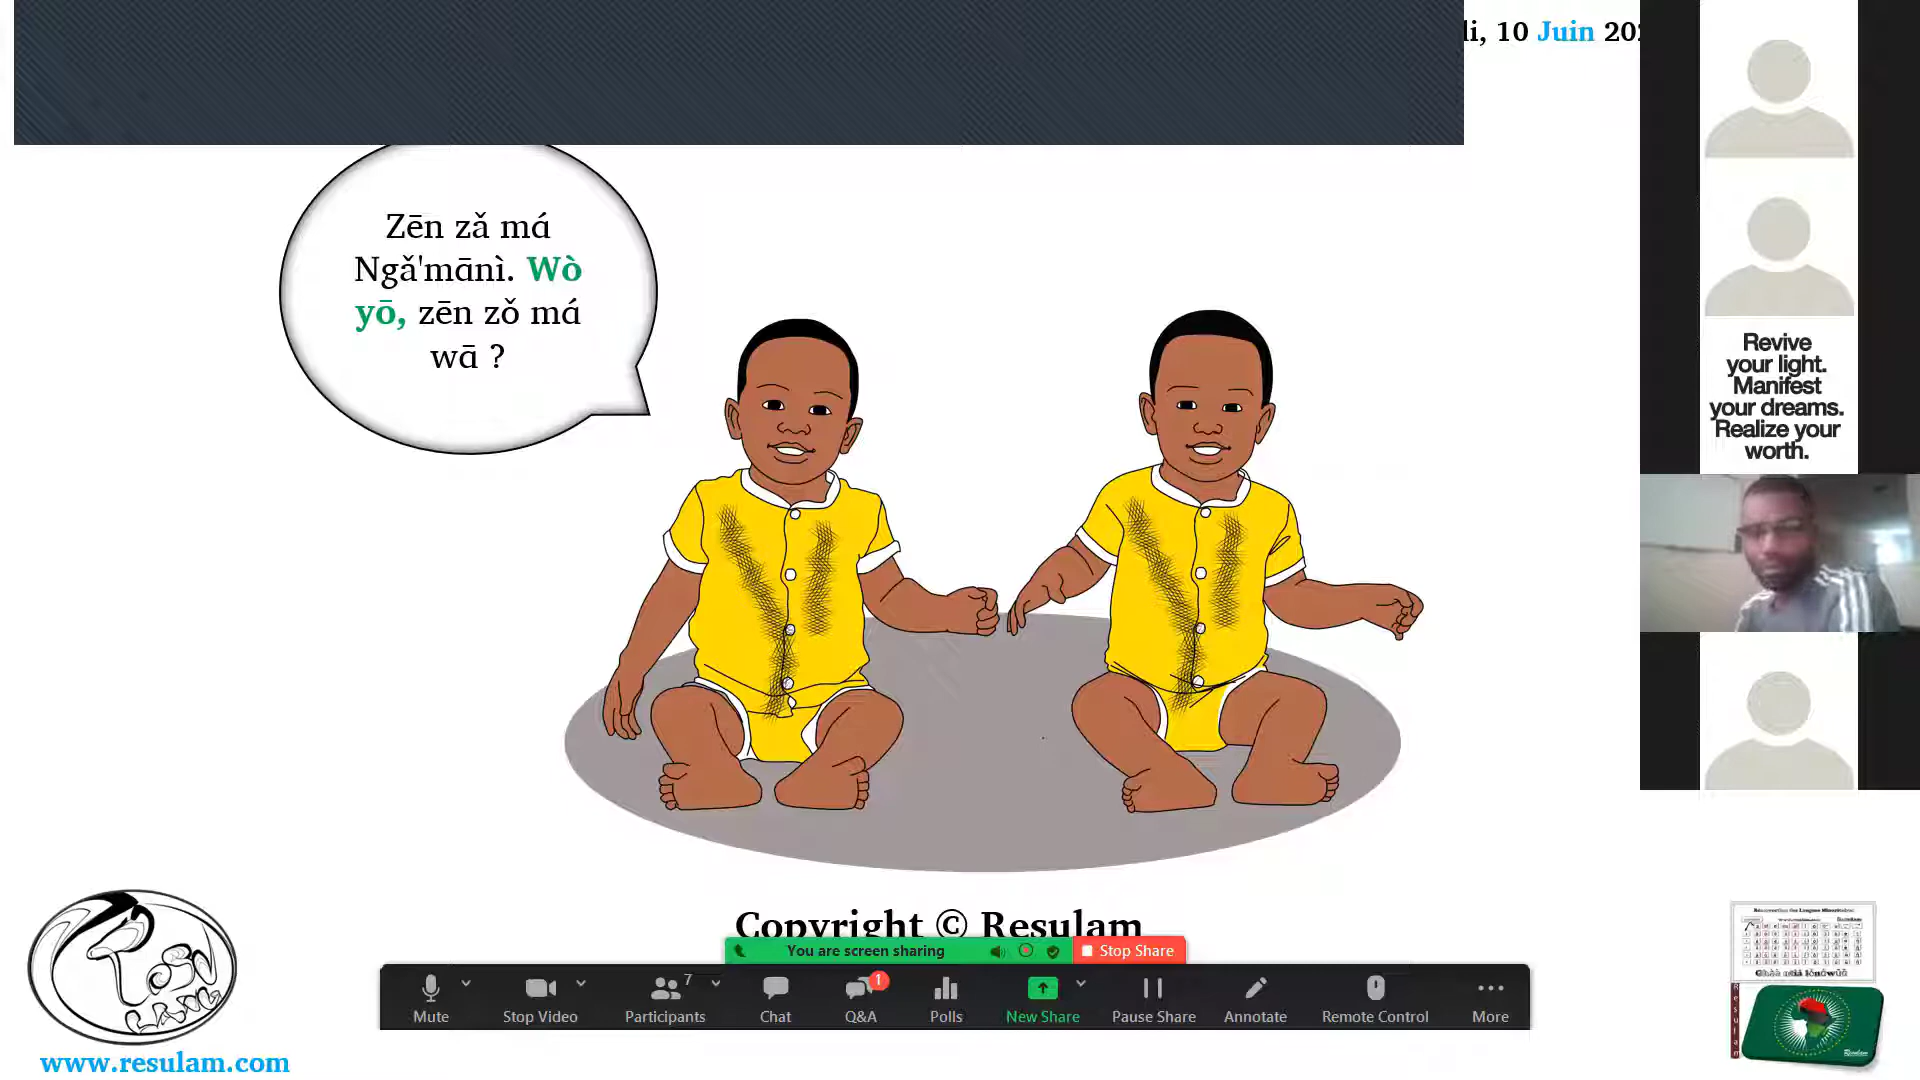 li, 10 Juin
Zēn zǎ má
Ngǎ'mānì. Wò
yō, zēn zǒ má
wā ?
Revive
your light.
Manifest
your dreams.
Realize your
worth.
Copyright © Resulam
You are screen sharing
Stop Share
7
1
Mute
Stop Video
Participants
Chat
Q&A
Polls
New Share
Pause Share
Annotate
Remote Control
More
www.resulam.com
Resulam